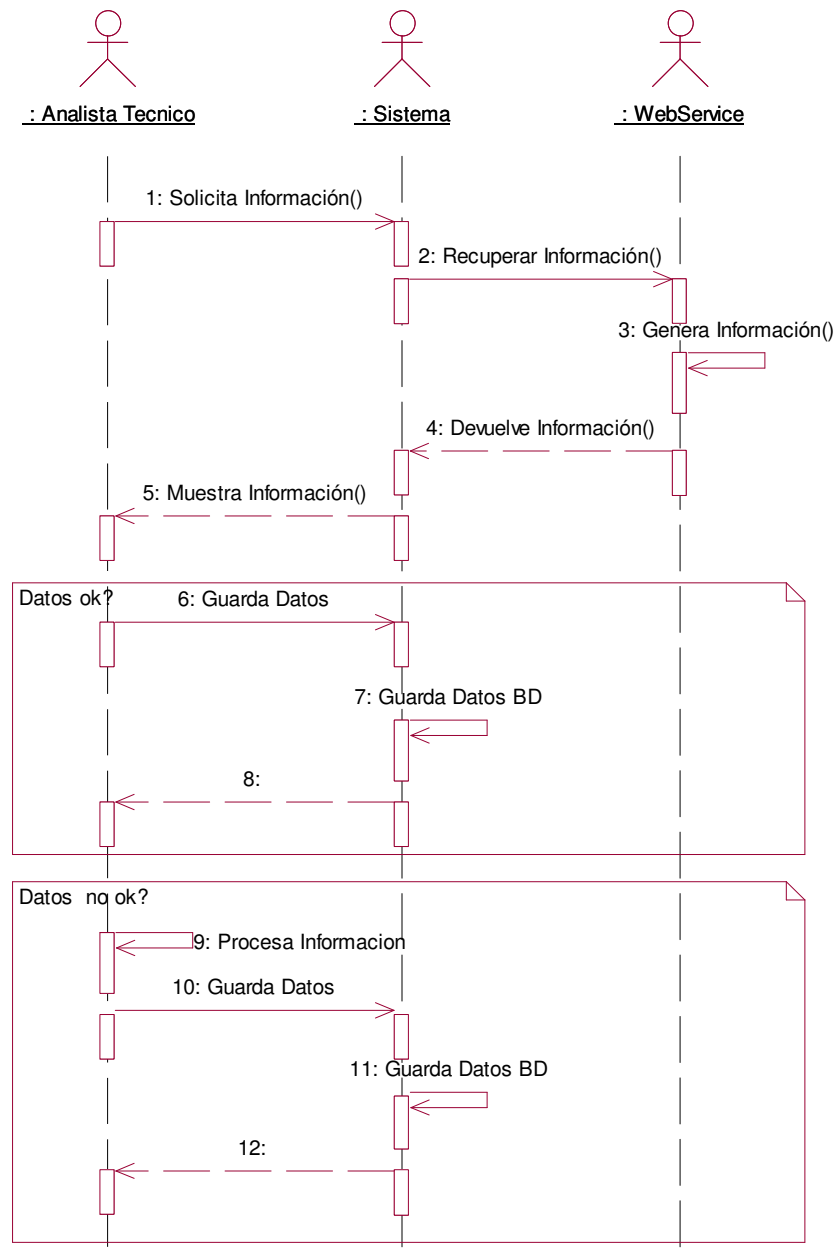 : Analista Tecnico
: Sistema
: WebService
1: Solicita Información()
2: Recuperar Información()
3: Genera Información()
4: Devuelve Información()
5: Muestra Información()
Datos ok?
6: Guarda Datos
7: Guarda Datos BD
8:
Datos no ok?
9: Procesa Informacion
10: Guarda Datos
11: Guarda Datos BD
12: